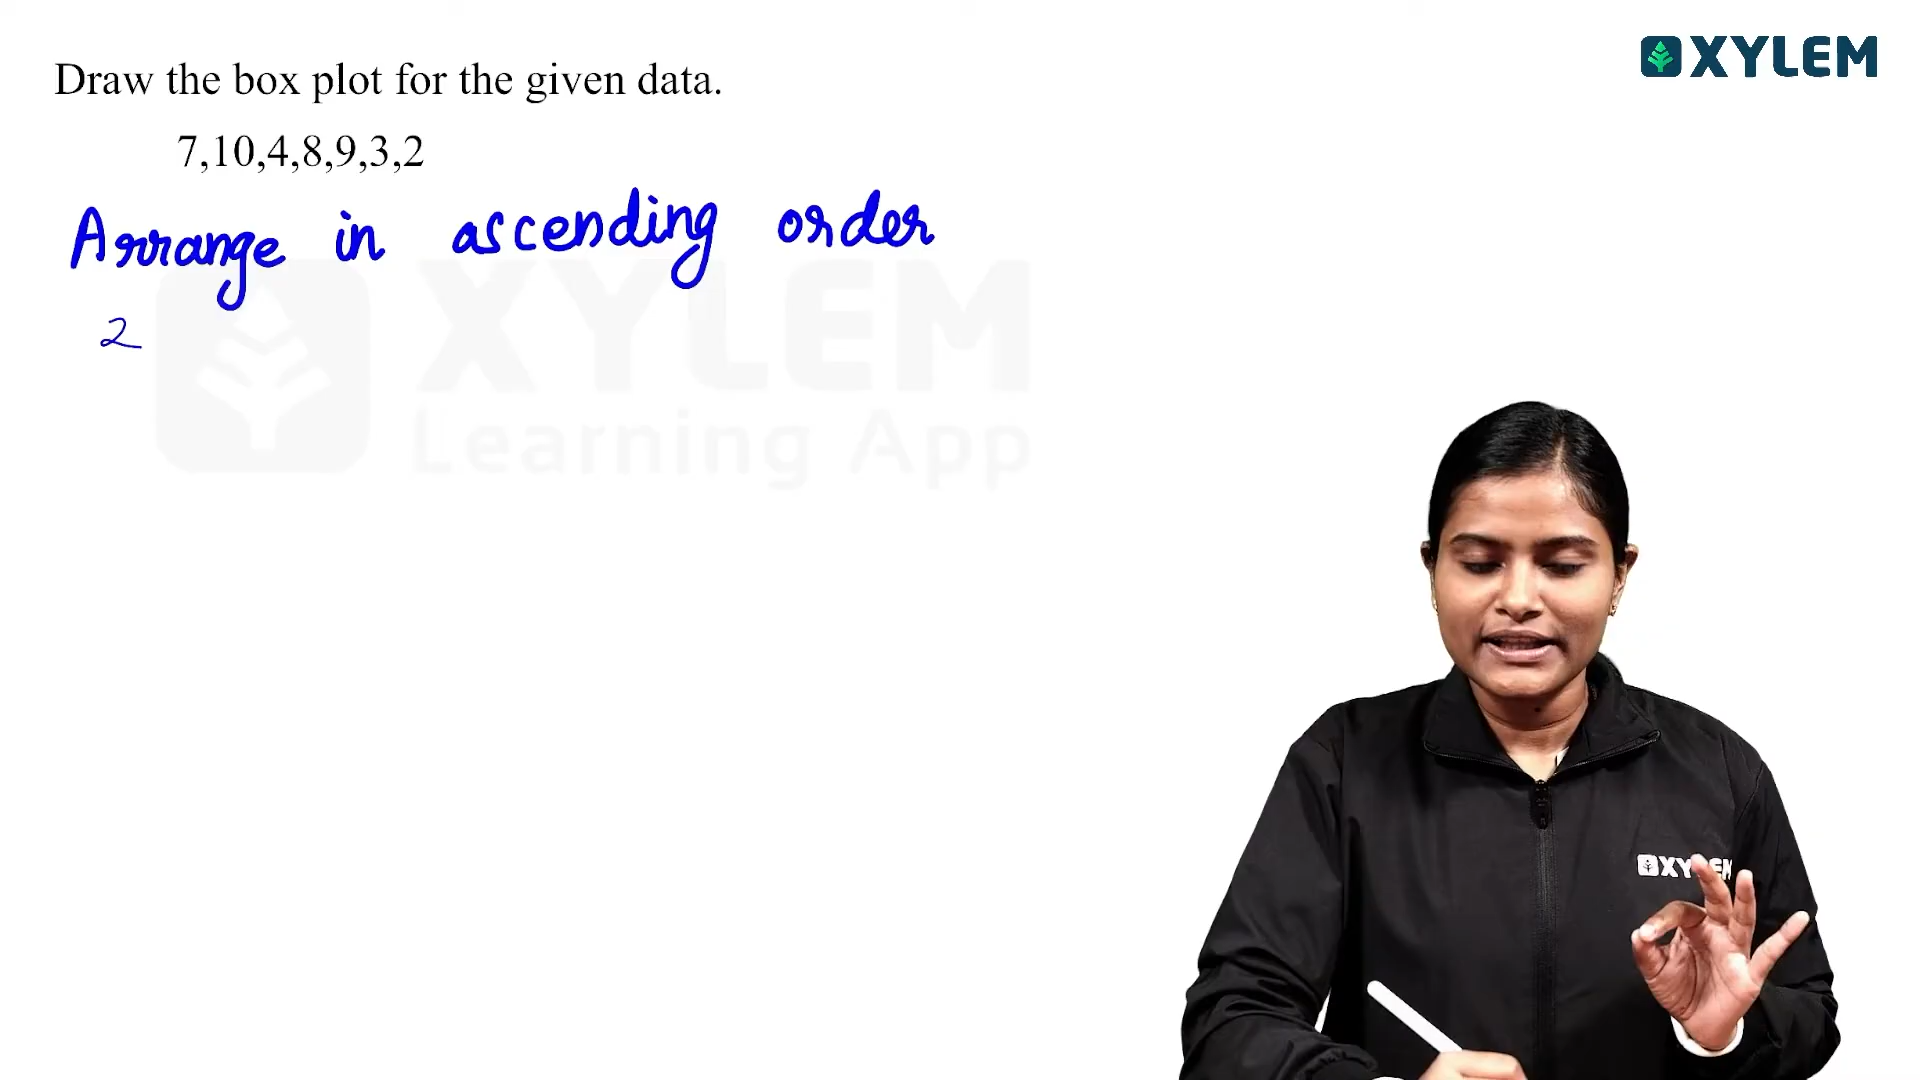 XYLEM
Draw the box plot for the given data.
7,10,4,8,9,3,2
Arrange in ascending order
2
XYLEM
Learning App
XYLEM